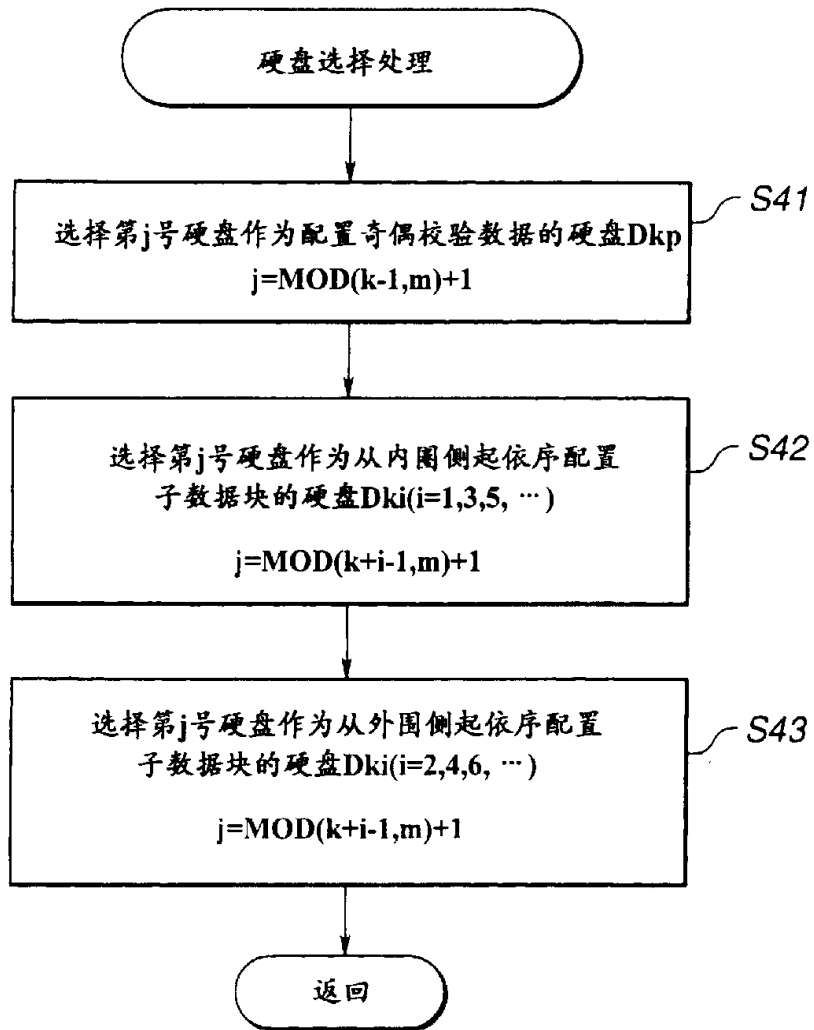 硬盘选择处理
选择第j号硬盘作为配置奇偶校验数据的硬盘Dkp
j=MOD(k-1,m)+1
S41
选择第j号硬盘作为从内圈侧起依序配置
子数据块的硬盘Dki(i=1,3,5, ···)
j=MOD(k+i-1,m)+1
S42
选择第j号硬盘作为从外围侧起依序配置
子数据块的硬盘Dki(i=2,4,6, ···)
j=MOD(k+i-1,m)+1
S43
返回